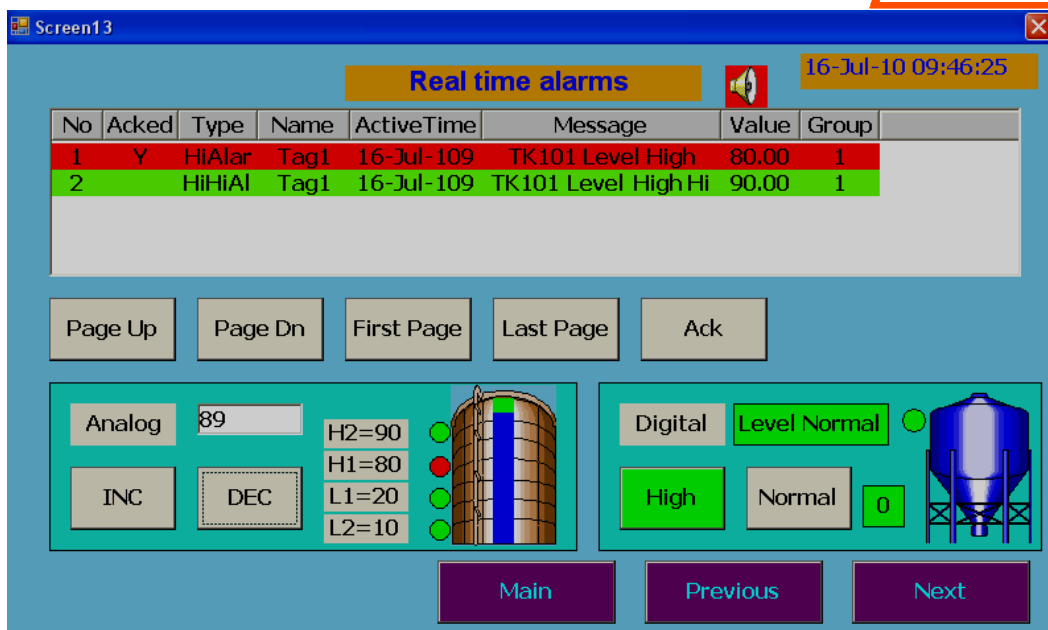 Screen13
Real time alarms
16-Jul-10 09:46:25
No Acked Type Name ActiveTime Message Value Group
1 Y HiAlar Tag1 16-Jul-109 TK101 Level High 80.00 1
2 HiHiAl Tag1 16-Jul-109 TK101 Level High Hi 90.00 1
Page Up Page Dn First Page Last Page Ack
Analog 89
H2=90
H1=80
L1=20
L2=10
INC DEC
Digital Level Normal
High Normal 0
Main Previous Next